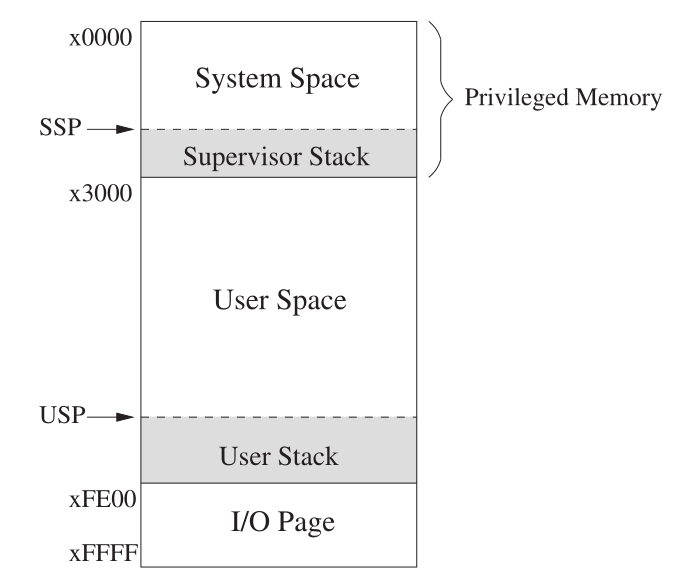 x0000
System Space
Privileged Memory
SSP
Supervisor Stack
x3000
User Space
USP
User Stack
xFE00
I/O Page
xFFFF